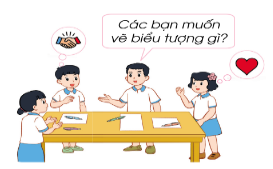 Các bạn muốn
vẽ biểu tượng gì?